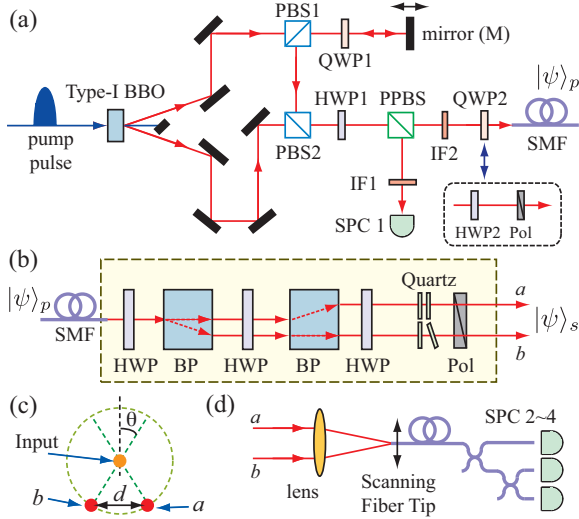 (a)
PBS1
QWP1
mirror (M)
Type-I BBO
pump
pulse
PBS2
HWP1
PPBS
QWP2
|ψ⟩p
SMF
IF2
IF1
SPC 1
HWP2
Pol
(b)
|ψ⟩p
SMF
HWP
BP
HWP
BP
HWP
Quartz
Pol
a
b
|ψ⟩s
(c)
θ
Input
b
d
a
(d)
a
b
lens
Scanning
Fiber Tip
SPC 2~4